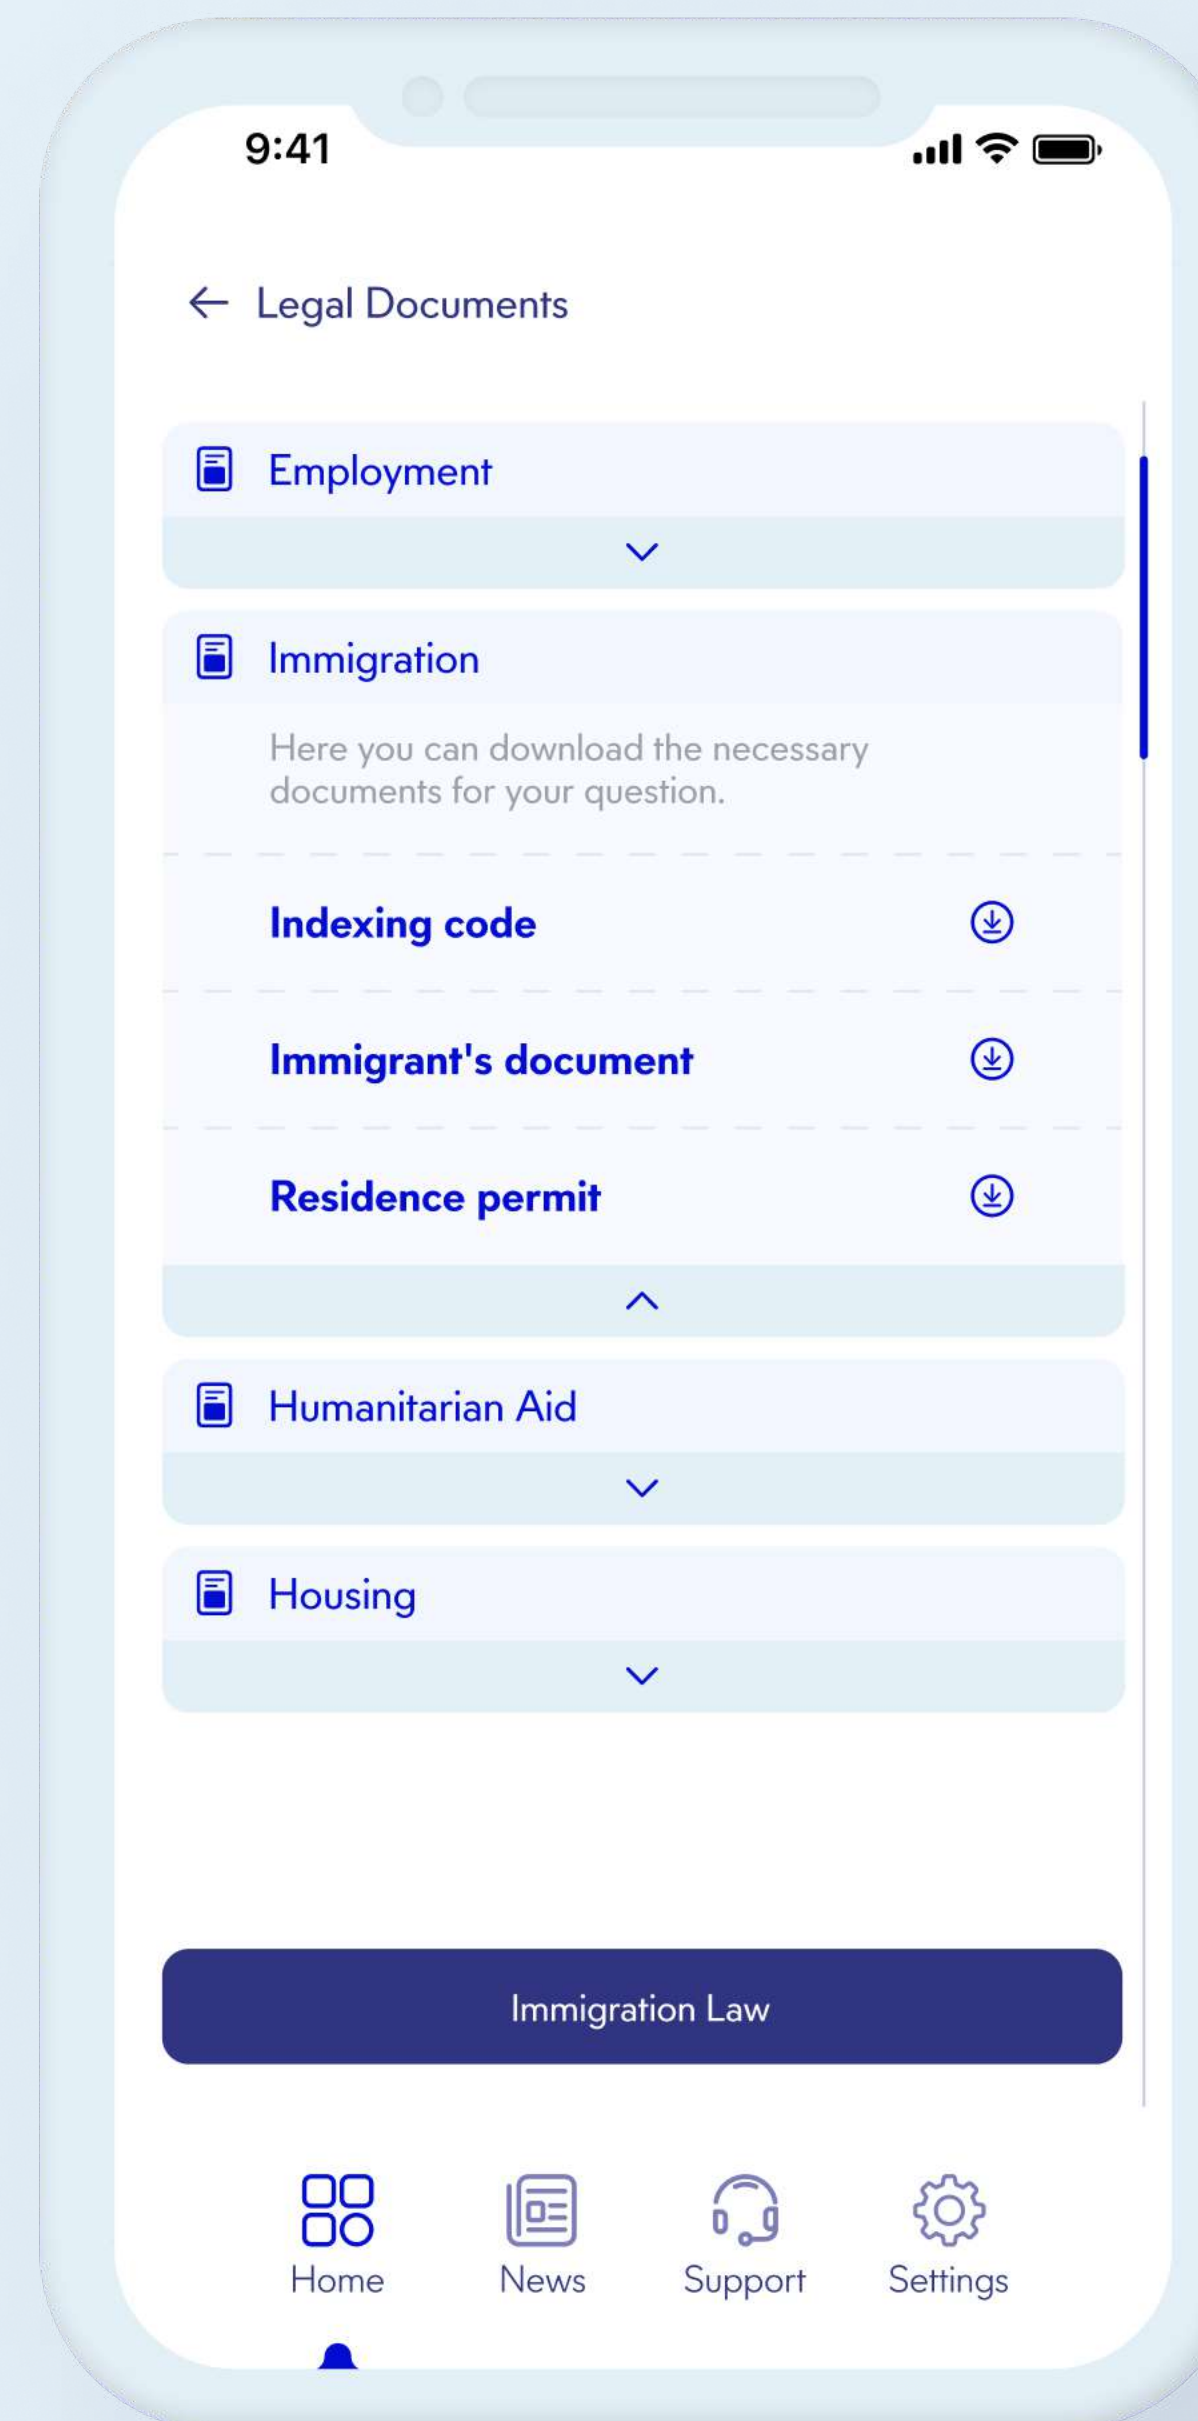 9:41
Legal Documents
Employment
Immigration
Here you can download the necessary
documents for your question.
Indexing code
Immigrant's document
Residence permit
Humanitarian Aid
Housing
Immigration Law
Home News Support Settings